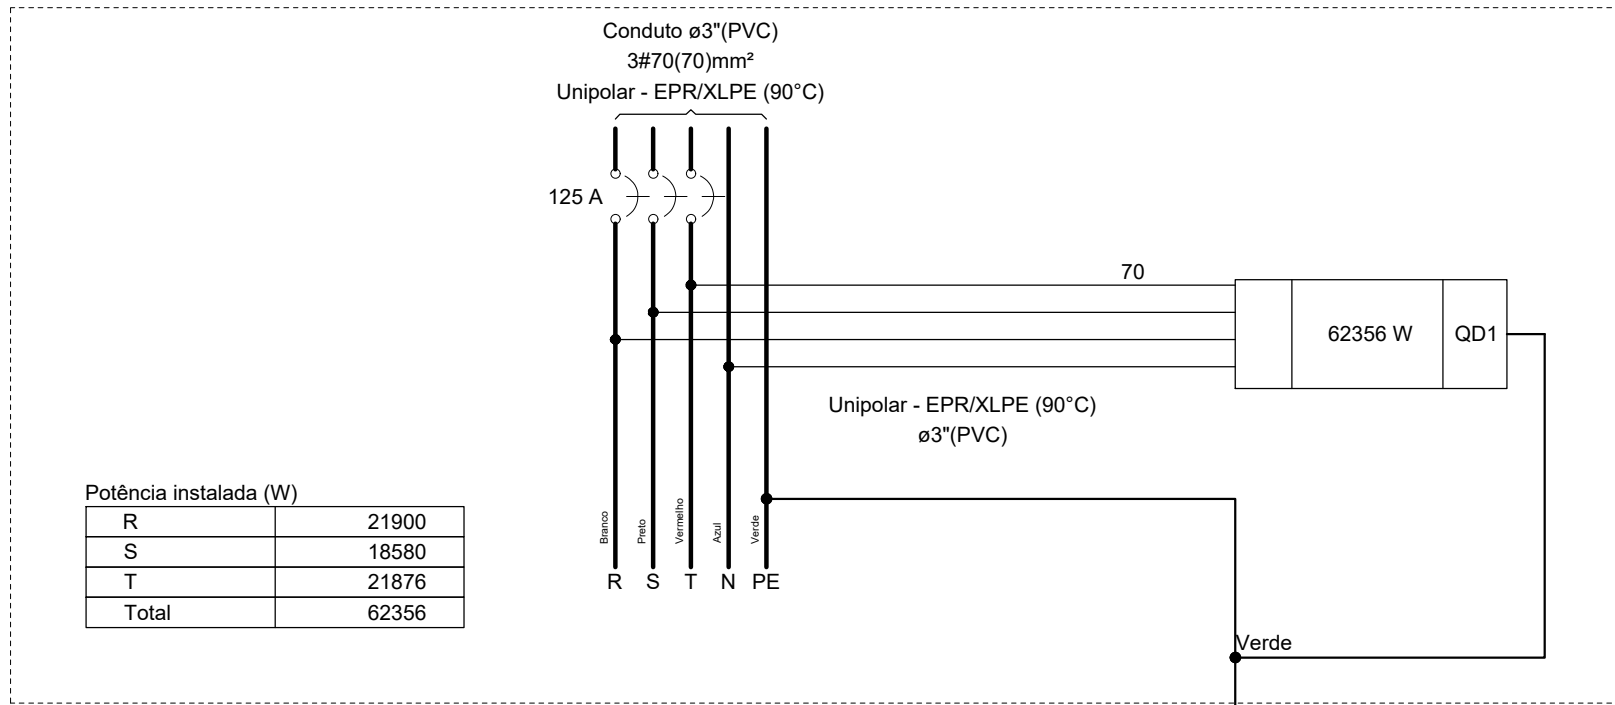 Conduto ø3"(PVC)
3#70(70)mm²
Unipolar - EPR/XLPE (90°C)
125 A
70
62356 W
QD1
Unipolar - EPR/XLPE (90°C)
ø3"(PVC)
Potência instalada (W)
R 21900
S 18580
T 21876
Total 62356
Branco
Preto
Vermelho
Azul
Verde
R S T N PE
Verde